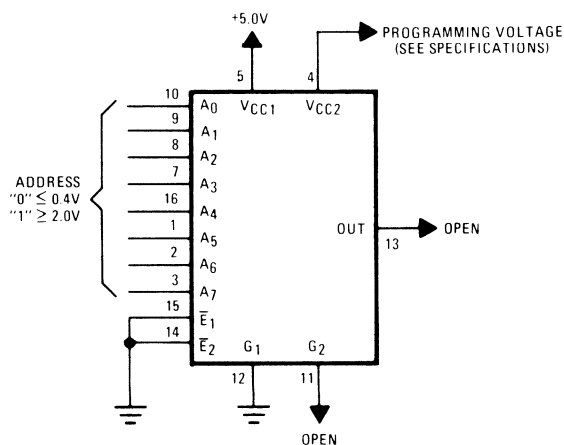 +5.0V
PROGRAMMING VOLTAGE
(SEE SPECIFICATIONS)
5
4
10
A0
VCC1
VCC2
9
A1
8
A2
ADDRESS
"0" ≤ 0.4V
"1" ≥ 2.0V
7
A3
16
A4
OUT
OPEN
13
1
A5
2
A6
3
A7
15
E̅1
14
E̅2
G1
G2
12
11
OPEN